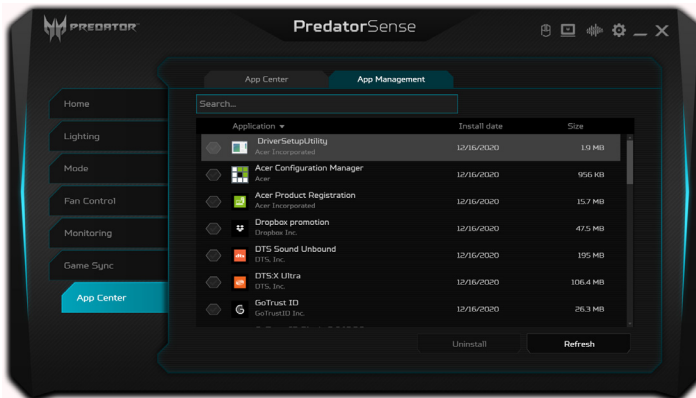 PREDATOR
PredatorSense
App Center
App Management
Home
Lighting
Mode
Fan Control
Monitoring
Game Sync
App Center
Search...
Application Install date Size
DriverSetupUtility
Acer Incorporated
12/16/2020 1.9 MB
Acer Configuration Manager
Acer
12/16/2020 956 KB
Acer Product Registration
Acer Incorporated
12/16/2020 15.7 MB
Dropbox promotion
Dropbox Inc.
12/16/2020 47.5 MB
DTS Sound Unbound
DTS, Inc.
12/16/2020 195 MB
DTS:X Ultra
DTS, Inc.
12/16/2020 106.4 MB
GoTrust ID
GoTrustID Inc.
12/16/2020 26.3 MB
Uninstall
Refresh